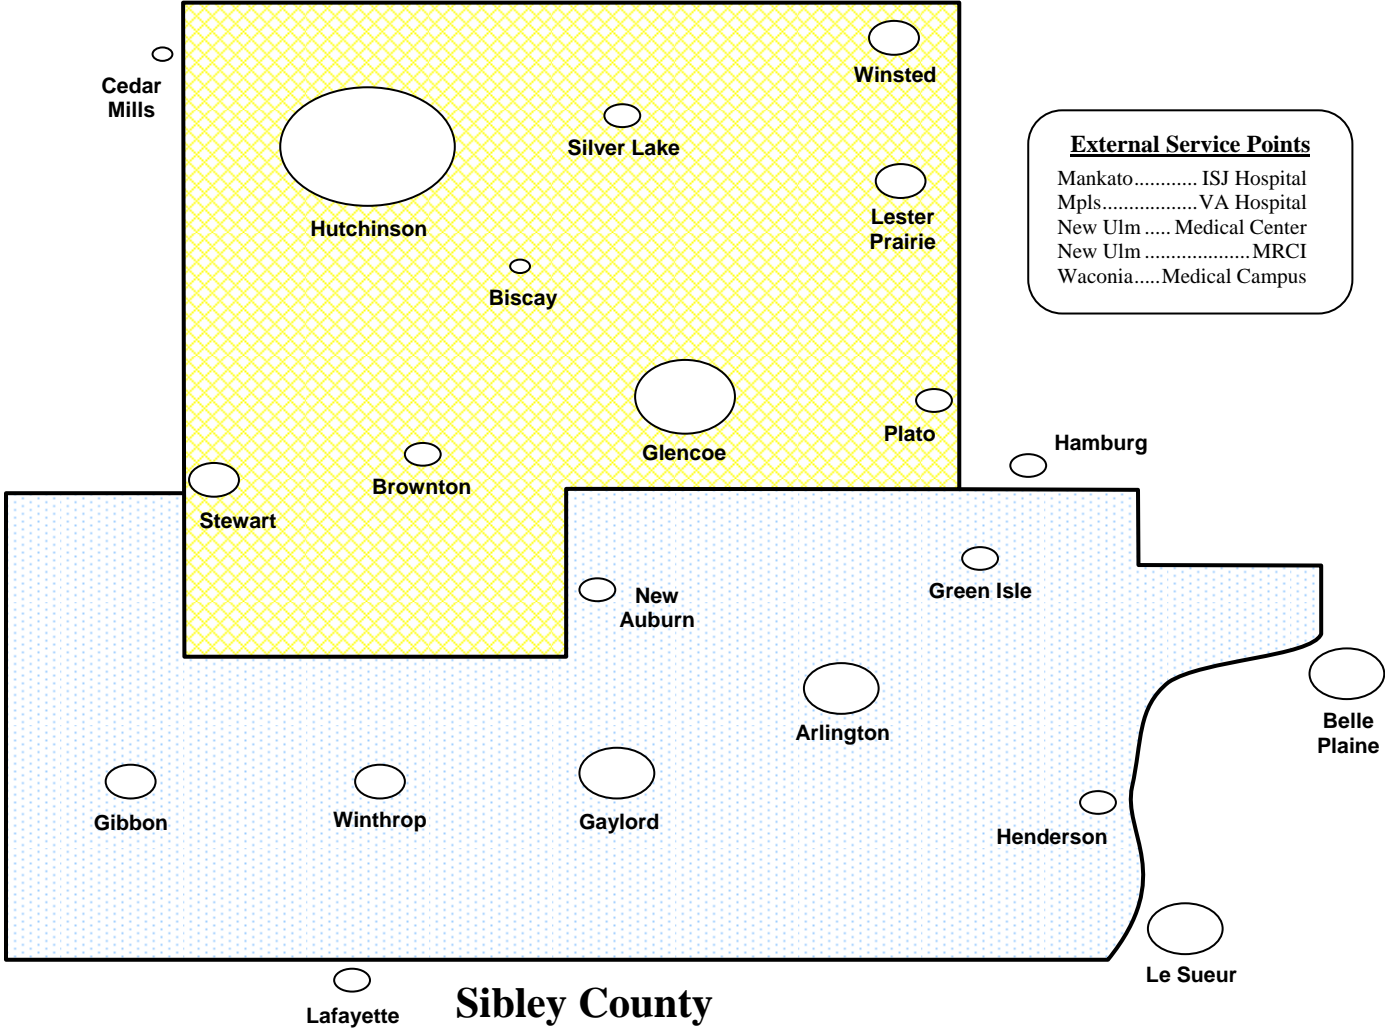 Winsted
Cedar
Mills
Silver Lake
External Service Points
Mankato............ ISJ Hospital
Mpls..................VA Hospital
New Ulm ..... Medical Center
New Ulm ....................MRCI
Waconia.....Medical Campus
Hutchinson
Lester
Prairie
Biscay
Plato
Hamburg
Glencoe
Brownton
Stewart
New
Auburn
Green Isle
Arlington
Belle
Plaine
Gibbon
Winthrop
Gaylord
Henderson
Le Sueur
Lafayette
Sibley County